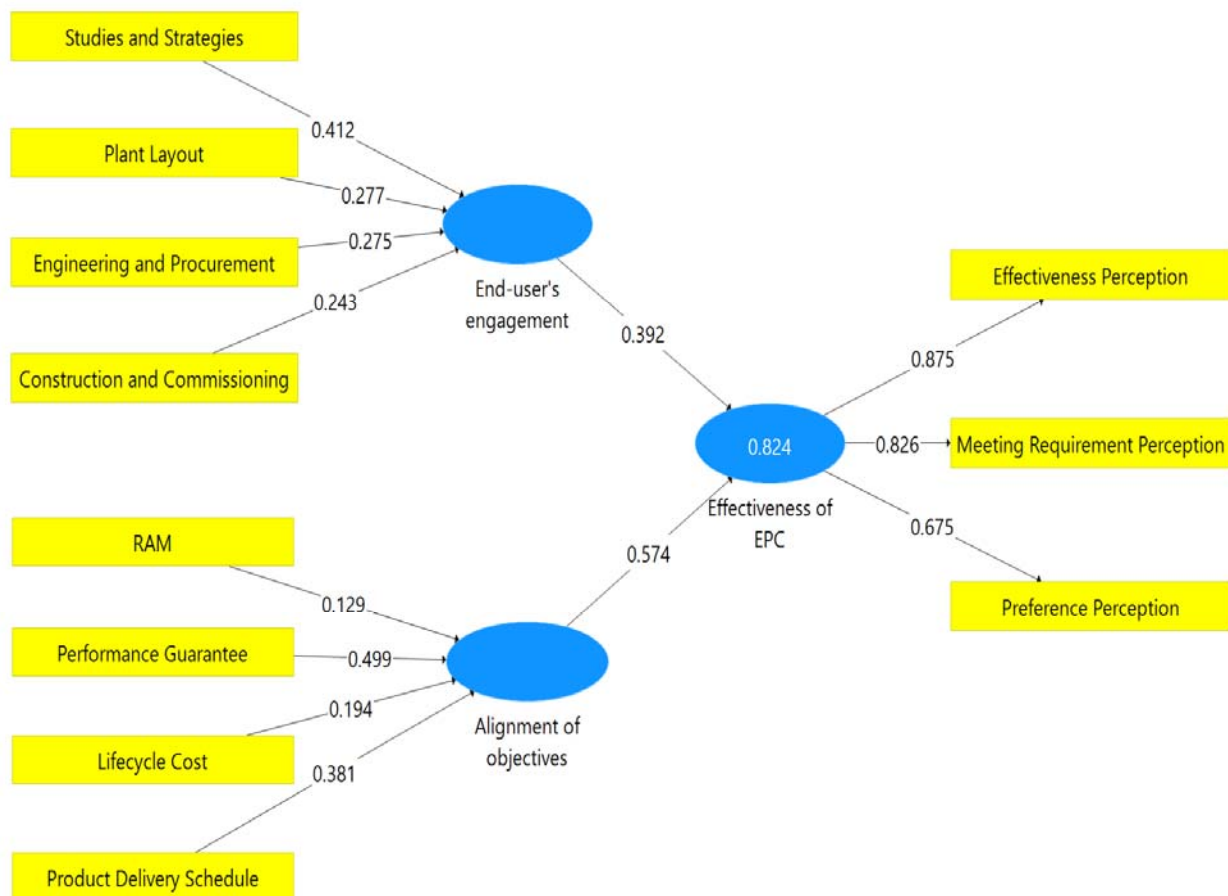 Studies and Strategies
0.412
Plant Layout
0.277
Engineering and Procurement
0.275
0.243
Construction and Commissioning
End-user's
engagement
0.392
Effectiveness Perception
0.875
0.824
0.826
Meeting Requirement Perception
Effectiveness of
EPC
0.675
Preference Perception
0.574
RAM
0.129
Performance Guarantee
0.499
0.194
Lifecycle Cost
Alignment of
objectives
0.381
Product Delivery Schedule